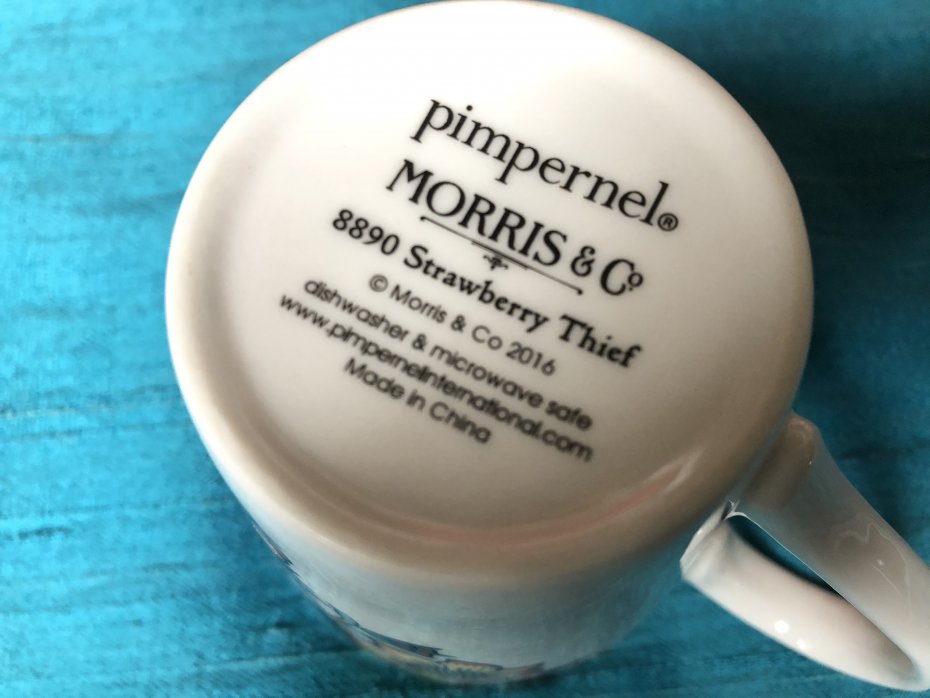 pimpernel®
MORRIS & Co
8890 Strawberry Thief
© Morris & Co 2016
dishwasher & microwave safe
www.pimpernelinternational.com
Made in China